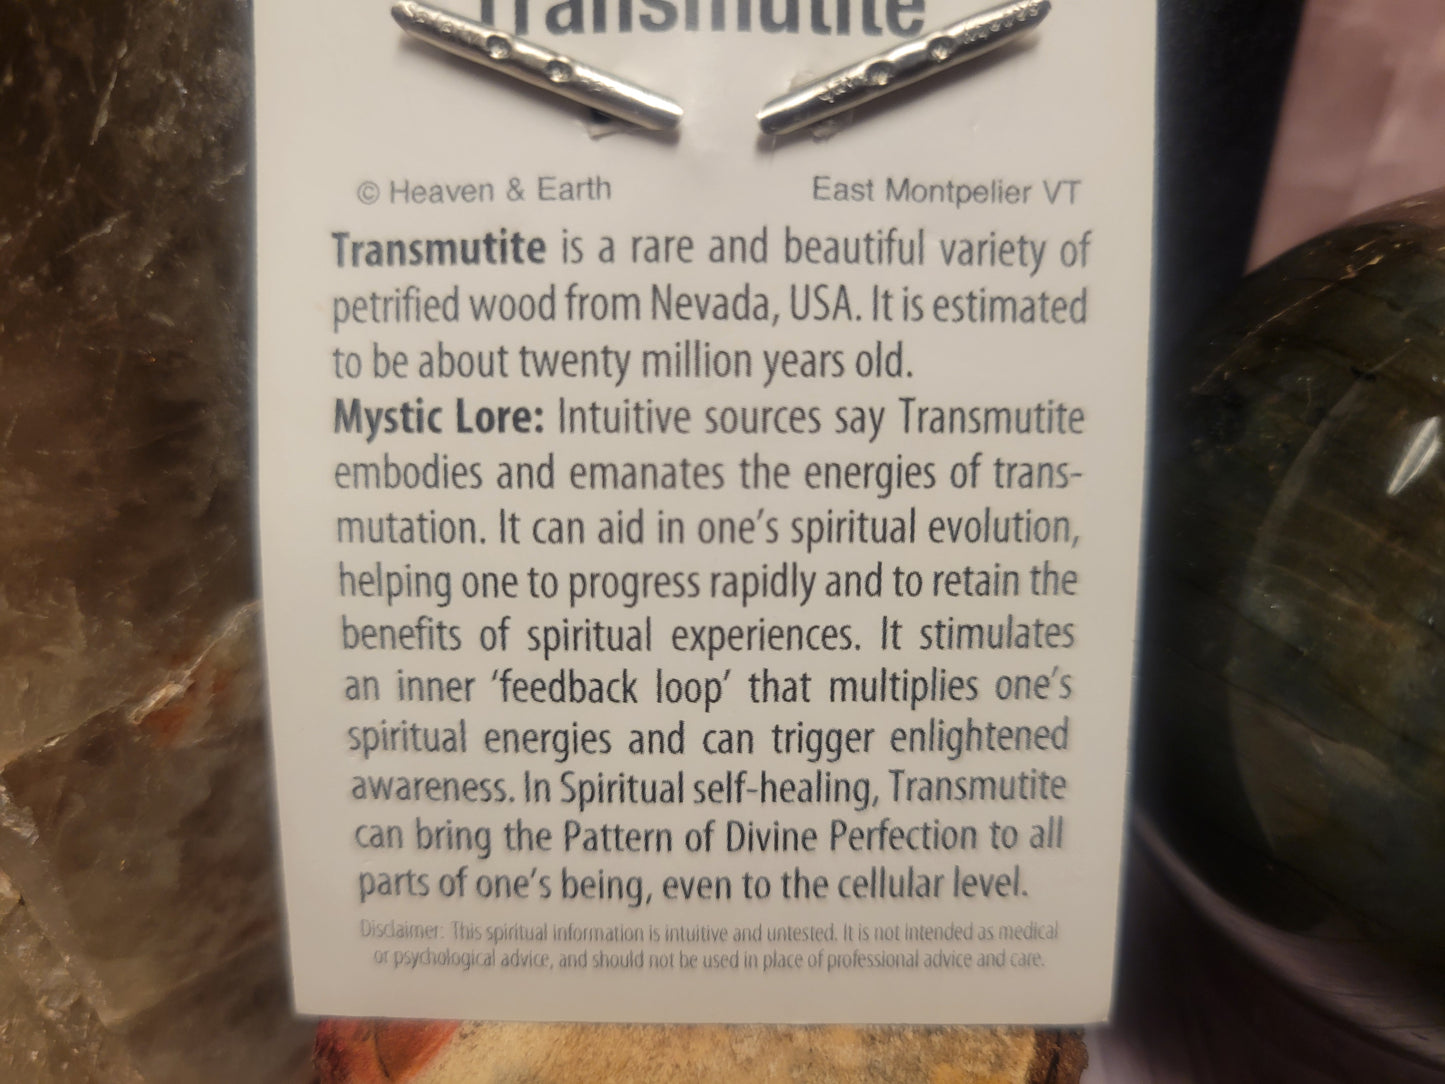 Transmutite
© Heaven & Earth East Montpelier VT
Transmutite is a rare and beautiful variety of
petrified wood from Nevada, USA. It is estimated
to be about twenty million years old.
Mystic Lore: Intuitive sources say Transmutite
embodies and emanates the energies of trans-
mutation. It can aid in one's spiritual evolution,
helping one to progress rapidly and to retain the
benefits of spiritual experiences. It stimulates
an inner 'feedback loop' that multiplies one's
spiritual energies and can trigger enlightened
awareness. In Spiritual self-healing, Transmutite
can bring the Pattern of Divine Perfection to all
parts of one's being, even to the cellular level.
Disclaimer: This spiritual information is intuitive and untested. It is not intended as medical
or psychological advice, and should not be used in place of professional advice and care.